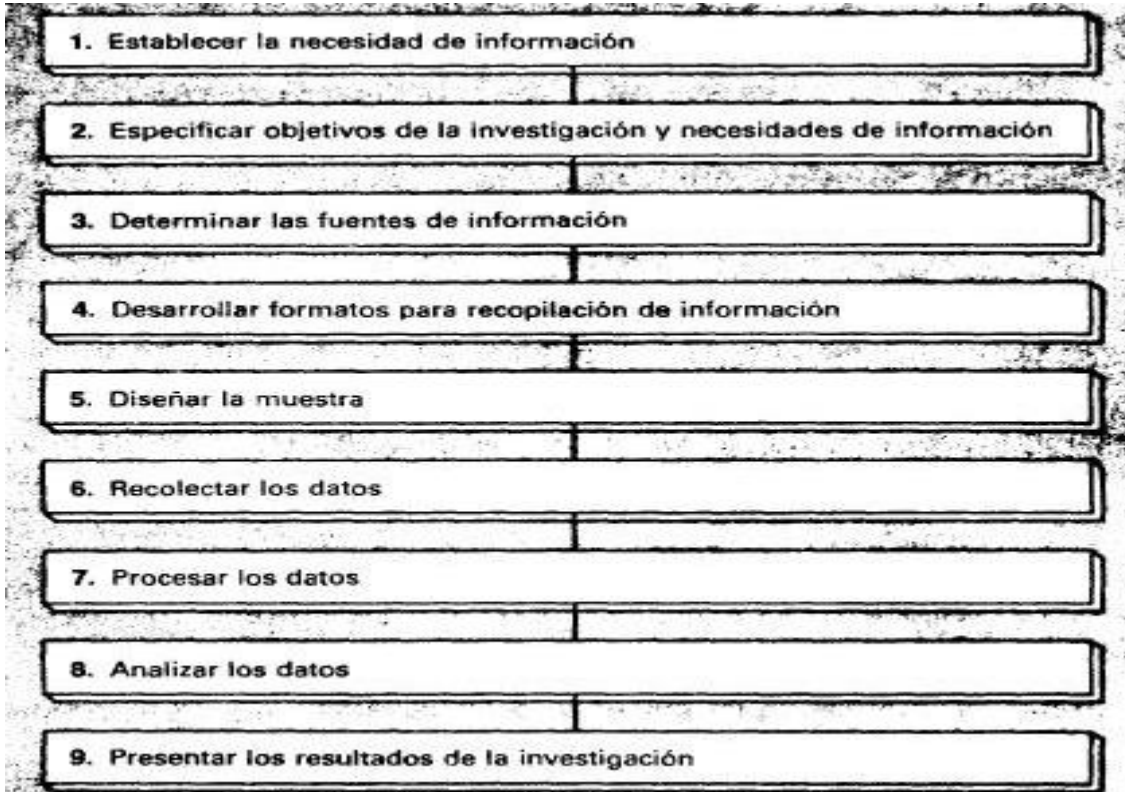 1. Establecer la necesidad de información
2. Especificar objetivos de la investigación y necesidades de información
3. Determinar las fuentes de información
4. Desarrollar formatos para recopilación de información
5. Diseñar la muestra
6. Recolectar los datos
7. Procesar los datos
8. Analizar los datos
9. Presentar los resultados de la investigación